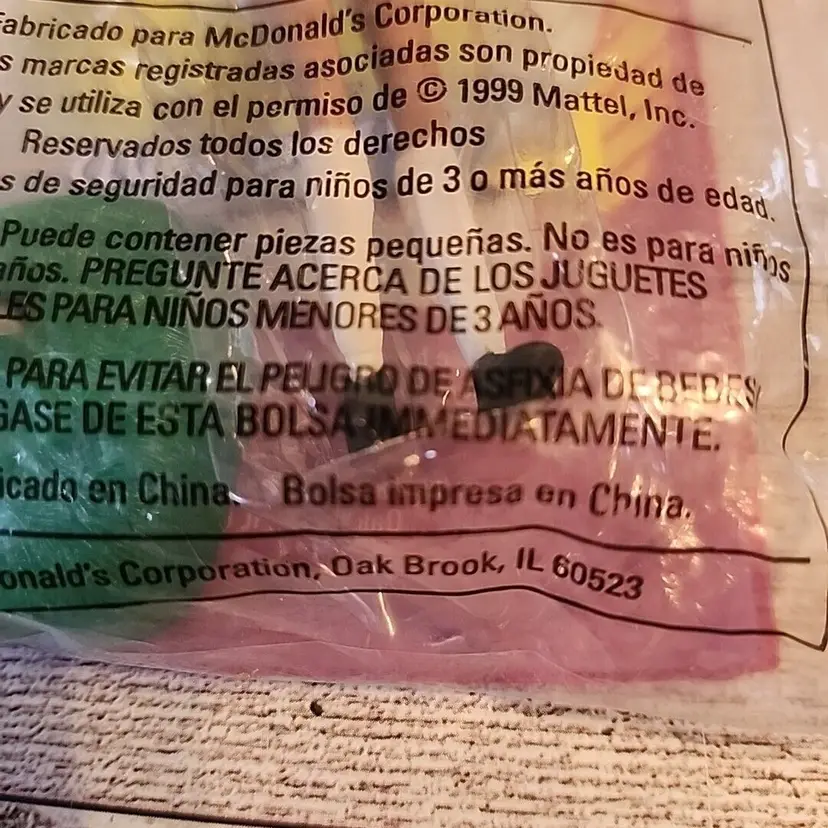 Fabricado para McDonald's Corporation.
s marcas registradas asociadas son propiedad de
y se utiliza con el permiso de © 1999 Mattel, Inc.
Reservados todos los derechos
s de seguridad para niños de 3 o más años de edad.
Puede contener piezas pequeñas. No es para niños
años. PREGUNTE ACERCA DE LOS JUGUETES
LES PARA NIÑOS MENORES DE 3 AÑOS.
PARA EVITAR EL PELIGRO DE ASFIXIA DE BEBES
GASE DE ESTA BOLSA IMMEDIATAMENTE.
icado en China. Bolsa impresa en China.
onald's Corporation, Oak Brook, IL 60523